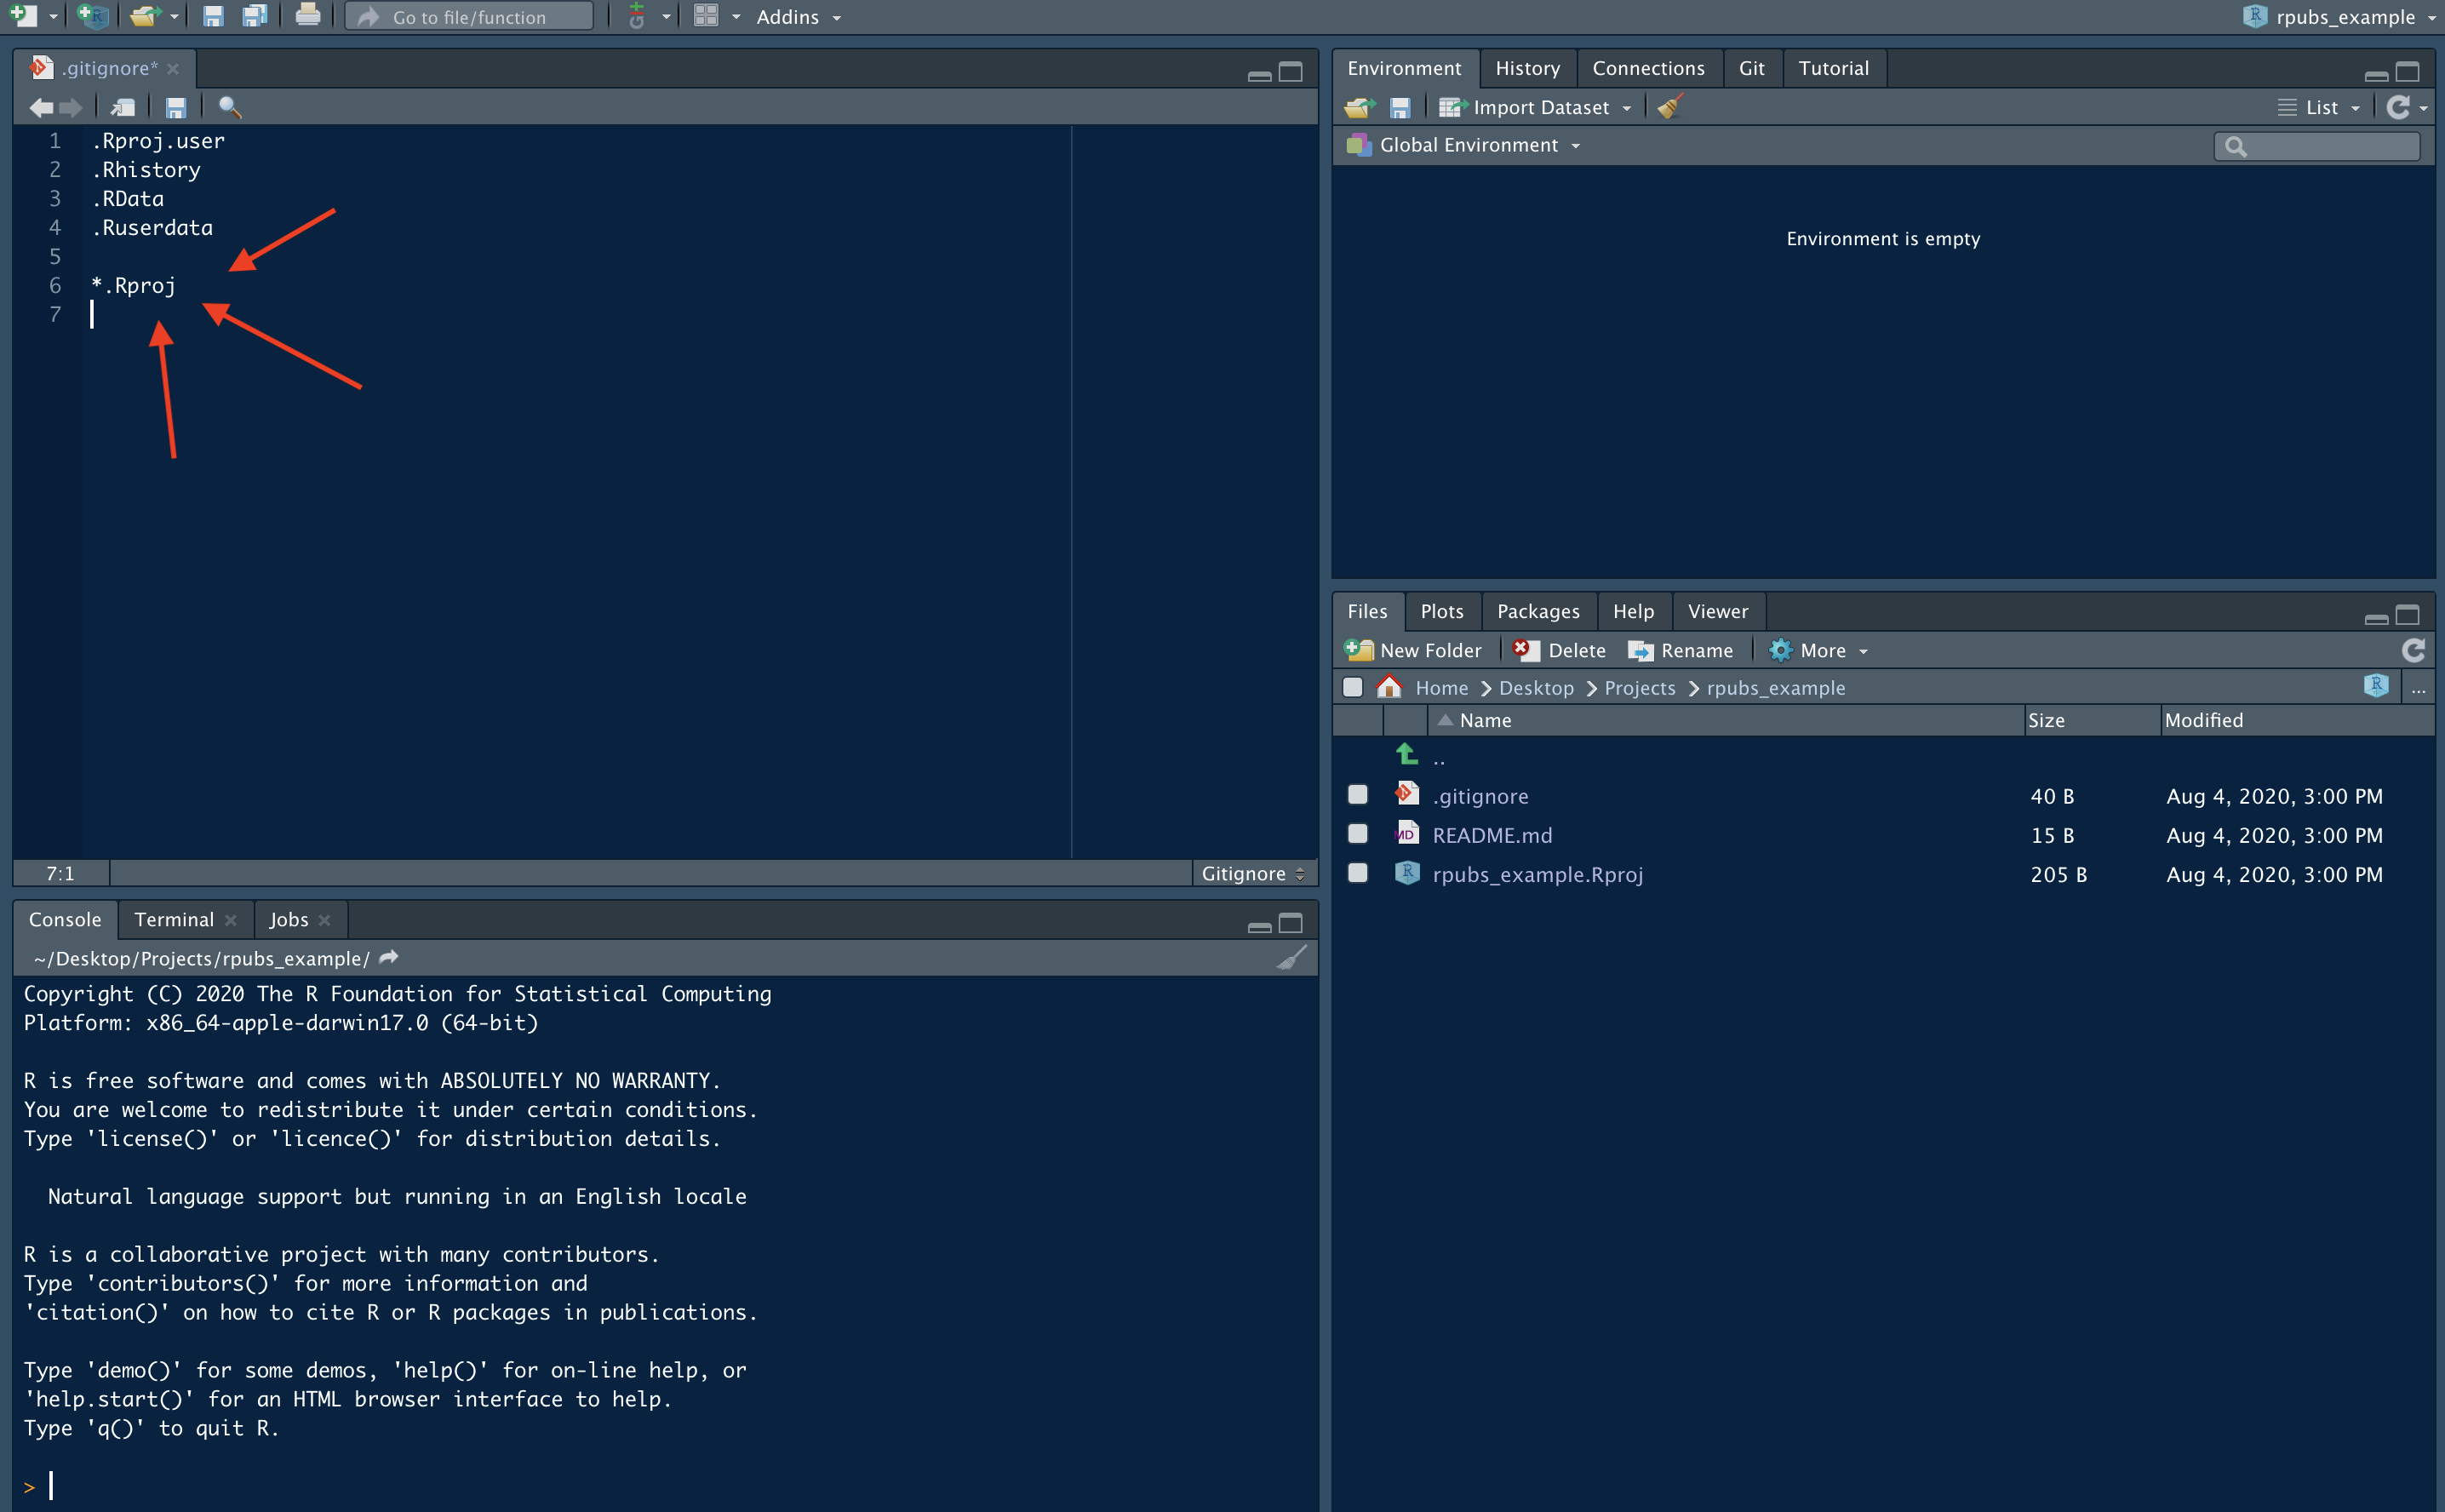 Go to file/function Addins rpubs_example
.gitignore*
1 .Rproj.user
2 .Rhistory
3 .RData
4 .Ruserdata
5
6 *.Rproj
7
7:1 Gitignore
Console Terminal Jobs
~/Desktop/Projects/rpubs_example/
Copyright (C) 2020 The R Foundation for Statistical Computing
Platform: x86_64-apple-darwin17.0 (64-bit)
R is free software and comes with ABSOLUTELY NO WARRANTY.
You are welcome to redistribute it under certain conditions.
Type 'license()' or 'licence()' for distribution details.
Natural language support but running in an English locale
R is a collaborative project with many contributors.
Type 'contributors()' for more information and
'citation()' on how to cite R or R packages in publications.
Type 'demo()' for some demos, 'help()' for on-line help, or
'help.start()' for an HTML browser interface to help.
Type 'q()' to quit R.
>
Environment History Connections Git Tutorial
Import Dataset List
Global Environment
Environment is empty
Files Plots Packages Help Viewer
New Folder Delete Rename More
Home Desktop Projects rpubs_example ...
Name Size Modified
..
.gitignore 40 B Aug 4, 2020, 3:00 PM
MD README.md 15 B Aug 4, 2020, 3:00 PM
R rpubs_example.Rproj 205 B Aug 4, 2020, 3:00 PM